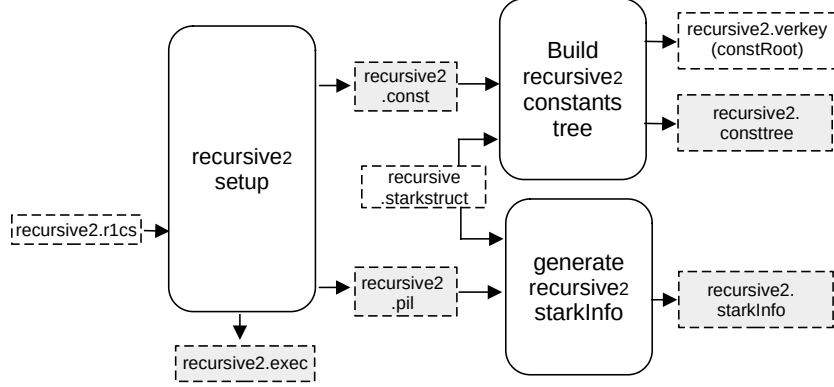 recursive2.r1cs
recursive2
setup
recursive2.exec
recursive2
.const
recursive
.starkstruct
recursive2
.pil
Build
recursive2
constants
tree
generate
recursive2
starkInfo
recursive2.verkey
(constRoot)
recursive2.
consttree
recursive2.
starkInfo